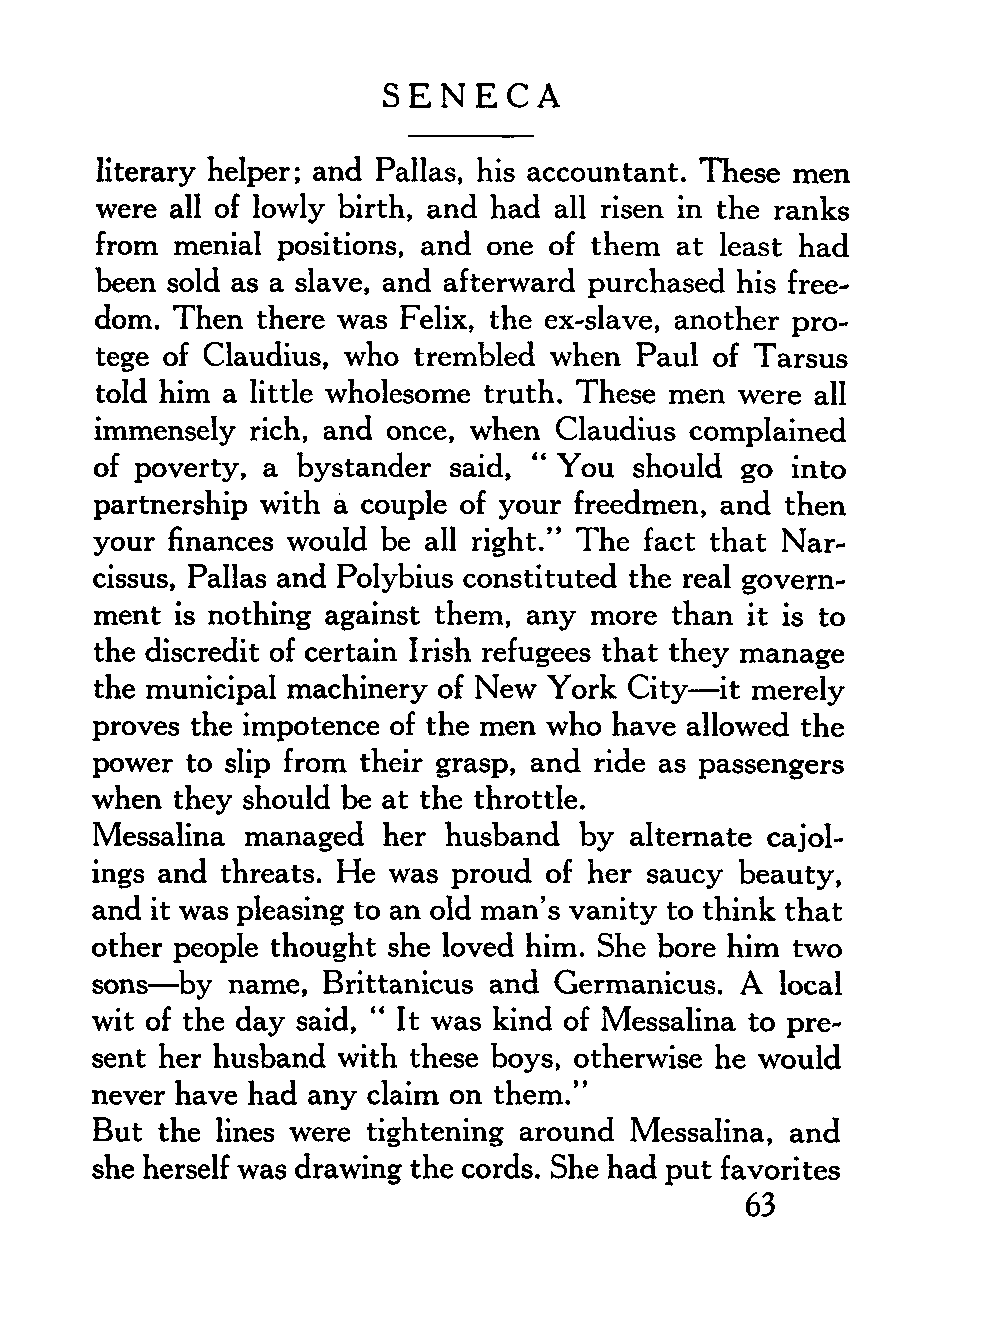 SENECA
literary helper; and Pallas, his accountant. These men
were all of lowly birth, and had all risen in the ranks
from menial positions, and one of them at least had
been sold as a slave, and afterward purchased his free-
dom. Then there was Felix, the ex-slave, another pro-
tege of Claudius, who trembled when Paul of Tarsus
told him a little wholesome truth. These men were all
immensely rich, and once, when Claudius complained
of poverty, a bystander said, “ You should go into
partnership with a couple of your freedmen, and then
your finances would be all right.” The fact that Nar-
cissus, Pallas and Polybius constituted the real govern-
ment is nothing against them, any more than it is to
the discredit of certain Irish refugees that they manage
the municipal machinery of New York City—it merely
proves the impotence of the men who have allowed the
power to slip from their grasp, and ride as passengers
when they should be at the throttle.
Messalina managed her husband by alternate cajol-
ings and threats. He was proud of her saucy beauty,
and it was pleasing to an old man’s vanity to think that
other people thought she loved him. She bore him two
sons—by name, Brittanicus and Germanicus. A local
wit of the day said, “ It was kind of Messalina to pre-
sent her husband with these boys, otherwise he would
never have had any claim on them.”
But the lines were tightening around Messalina, and
she herself was drawing the cords. She had put favorites
63